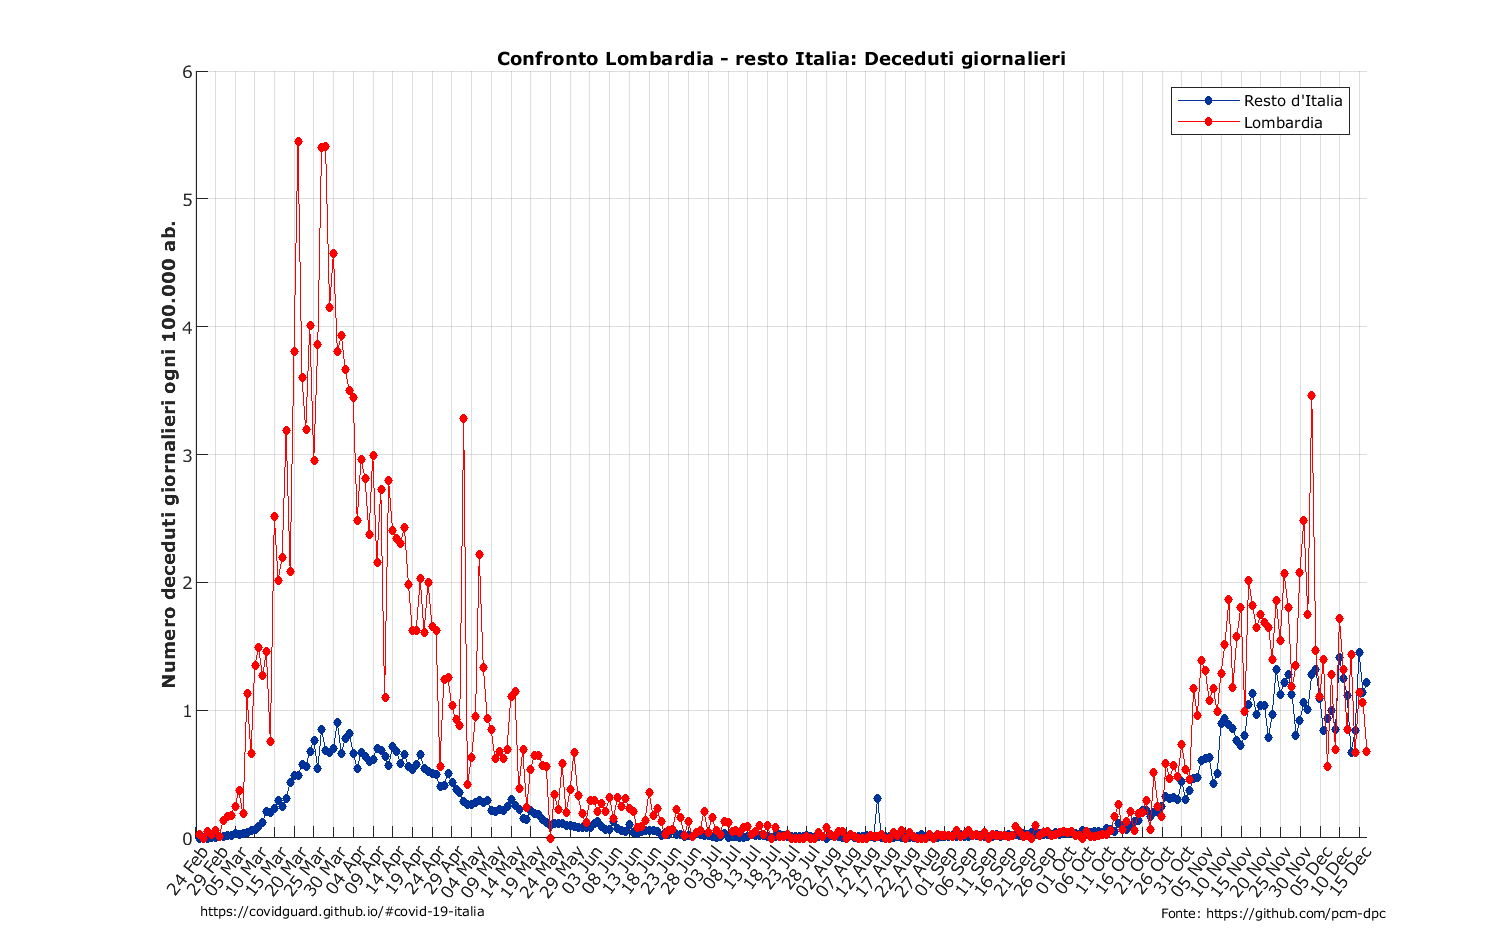 Confronto Lombardia - resto Italia: Deceduti giornalieri
Resto d'Italia
Lombardia
Numero deceduti giornalieri ogni 100.000 ab.
6
5
4
3
2
1
0
24 Feb
29 Feb
05 Mar
10 Mar
15 Mar
20 Mar
25 Mar
30 Mar
04 Apr
09 Apr
14 Apr
19 Apr
24 Apr
29 Apr
04 May
09 May
14 May
19 May
24 May
29 May
03 Jun
08 Jun
13 Jun
18 Jun
23 Jun
28 Jun
03 Jul
08 Jul
13 Jul
18 Jul
23 Jul
28 Jul
02 Aug
07 Aug
12 Aug
17 Aug
22 Aug
27 Aug
01 Sep
06 Sep
11 Sep
16 Sep
21 Sep
26 Sep
01 Oct
06 Oct
11 Oct
16 Oct
21 Oct
26 Oct
31 Oct
05 Nov
10 Nov
15 Nov
20 Nov
25 Nov
30 Nov
05 Dec
10 Dec
15 Dec
https://covidguard.github.io/#covid-19-italia
Fonte: https://github.com/pcm-dpc